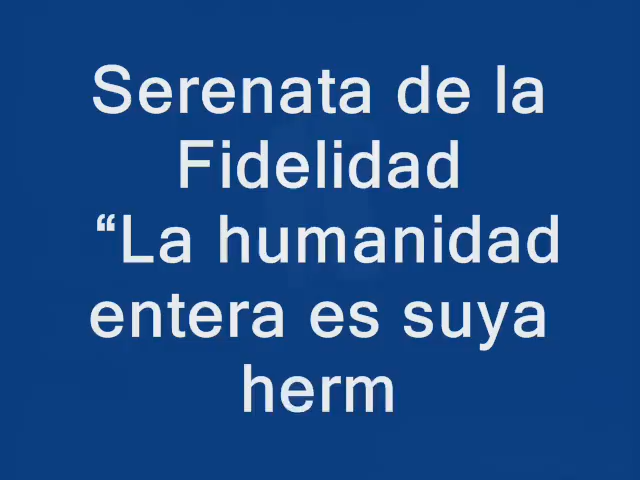 Serenata de la
Fidelidad
“La humanidad
entera es suya
herm